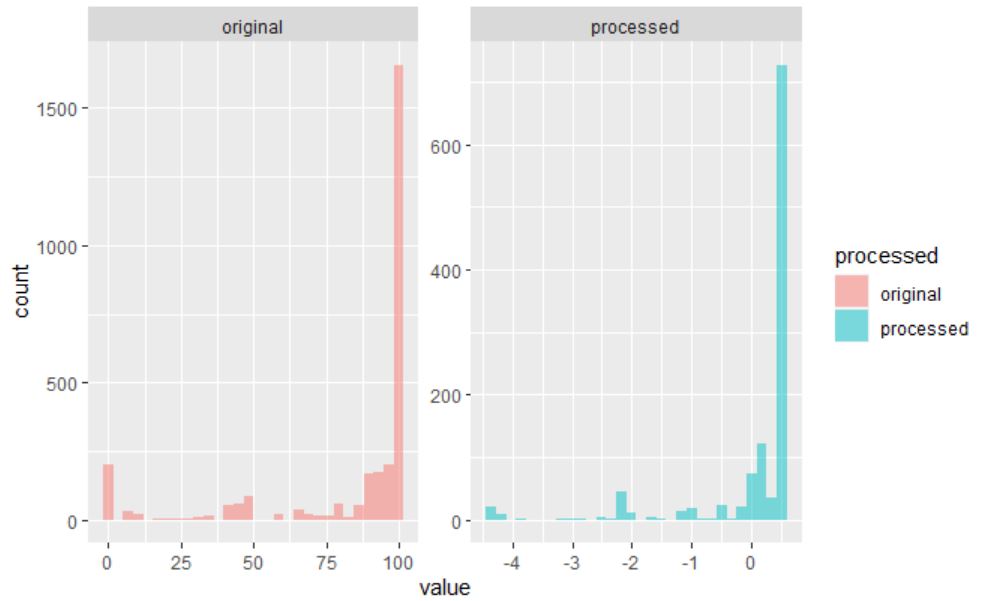 original
processed
1500
1000
500
0
600
400
200
0
count
0 25 50 75 100
-4 -3 -2 -1 0
value
processed
original
processed